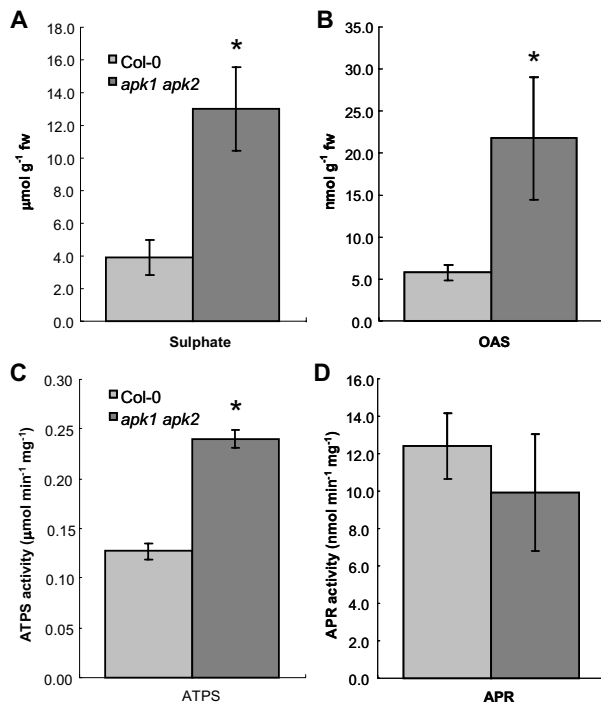 A
Col-0
apk1 apk2
*
18.0
16.0
14.0
12.0
10.0
8.0
6.0
4.0
2.0
0.0
µmol g⁻¹ fw
Sulphate
B
*
35.0
30.0
25.0
20.0
15.0
10.0
5.0
0.0
nmol g⁻¹ fw
OAS
C
Col-0
apk1 apk2
*
0.30
0.25
0.20
0.15
0.10
0.05
0.00
ATPS activity (µmol min⁻¹ mg⁻¹)
ATPS
D
16.0
14.0
12.0
10.0
8.0
6.0
4.0
2.0
0.0
APR activity (nmol min⁻¹ mg⁻¹)
APR